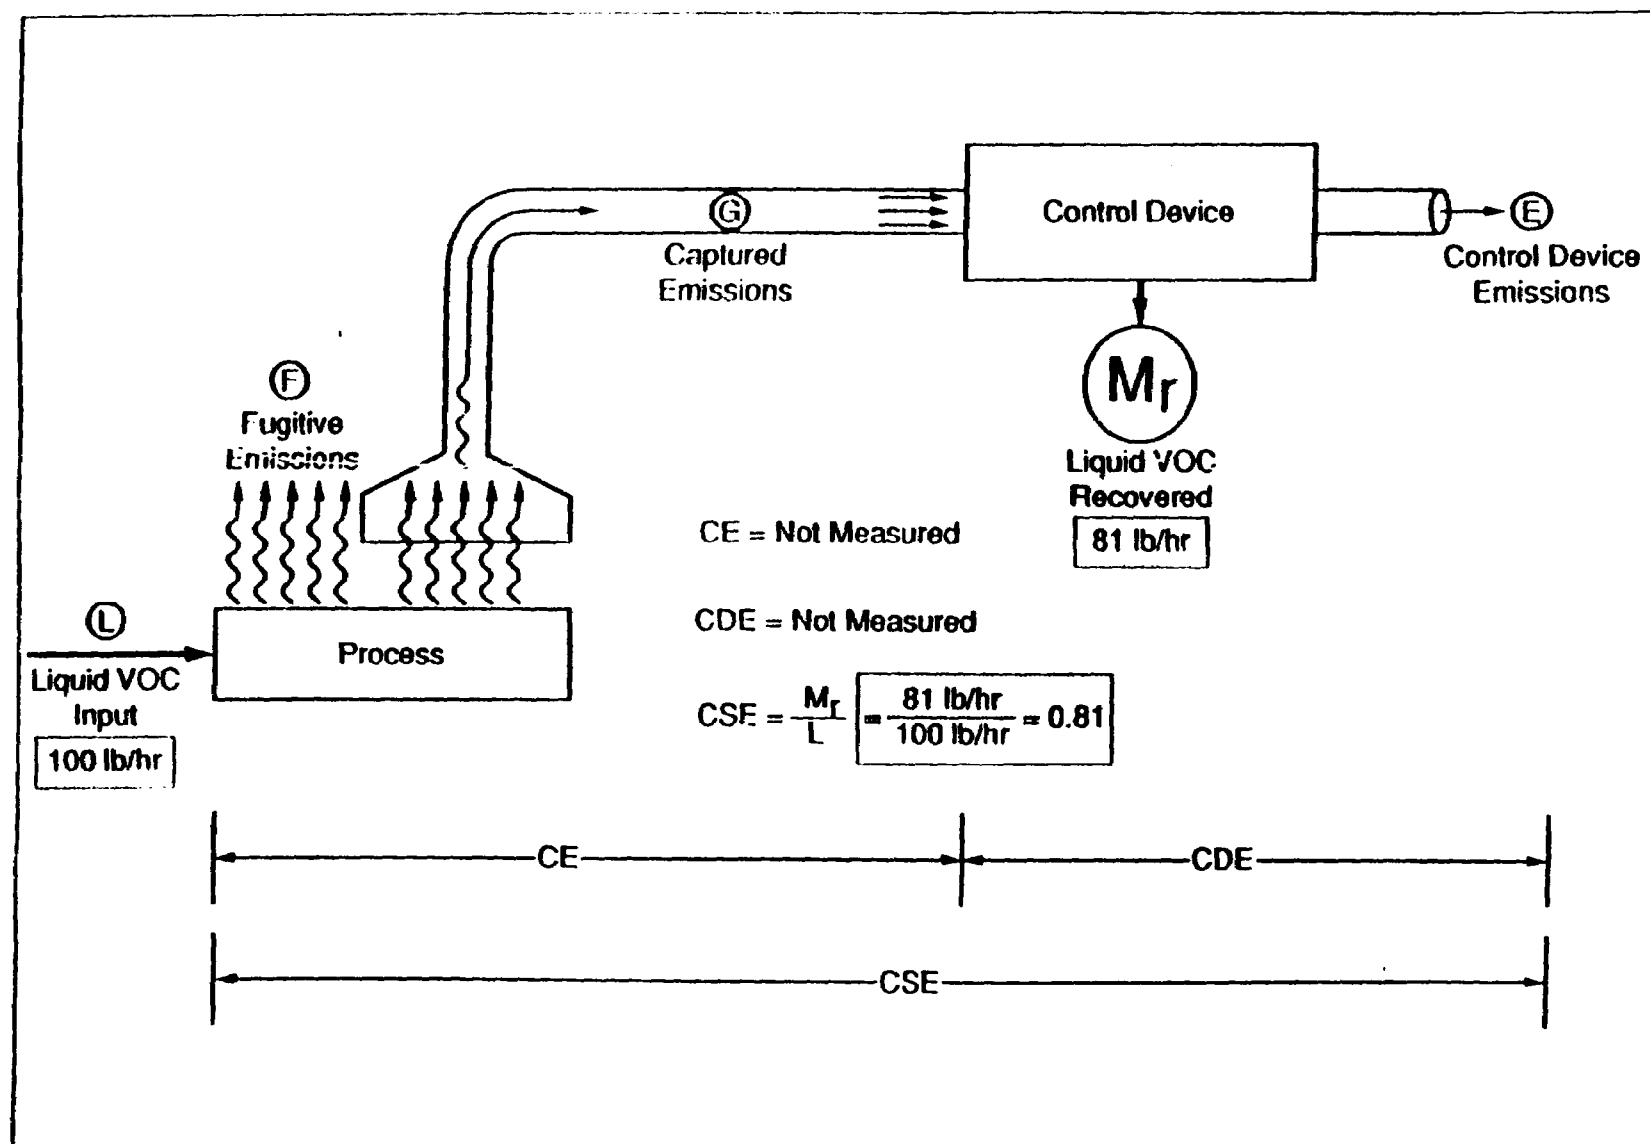 G
Captured
Emissions
Control Device
E
Control Device
Emissions
F
Fugitive
Emissions
Mr
Liquid VOC
Recovered
81 lb/hr
L
Liquid VOC
Input
100 lb/hr
Process
CE = Not Measured
CDE = Not Measured
CSE = Mr / L = 81 lb/hr / 100 lb/hr = 0.81
CE
CDE
CSE